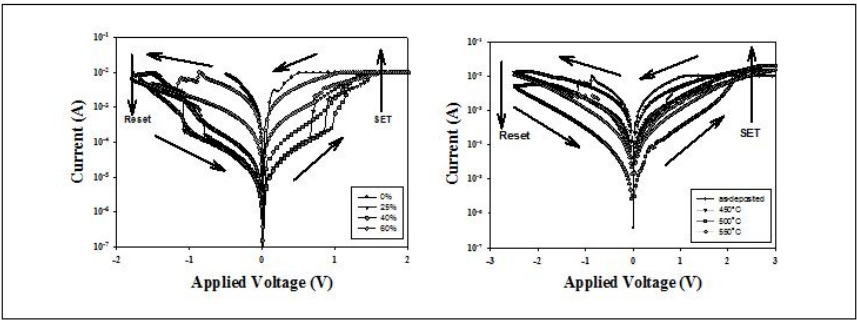 10⁻¹
10⁻²
10⁻³
10⁻⁴
10⁻⁵
10⁻⁶
10⁻⁷
Current (A)
Reset
SET
0%
25%
40%
60%
-2 -1 0 1 2
Applied Voltage (V)
10⁻¹
10⁻²
10⁻³
10⁻⁴
10⁻⁵
10⁻⁶
10⁻⁷
Current (A)
Reset
SET
as-deposited
450°C
500°C
550°C
-3 -2 -1 0 1 2 3
Applied Voltage (V)